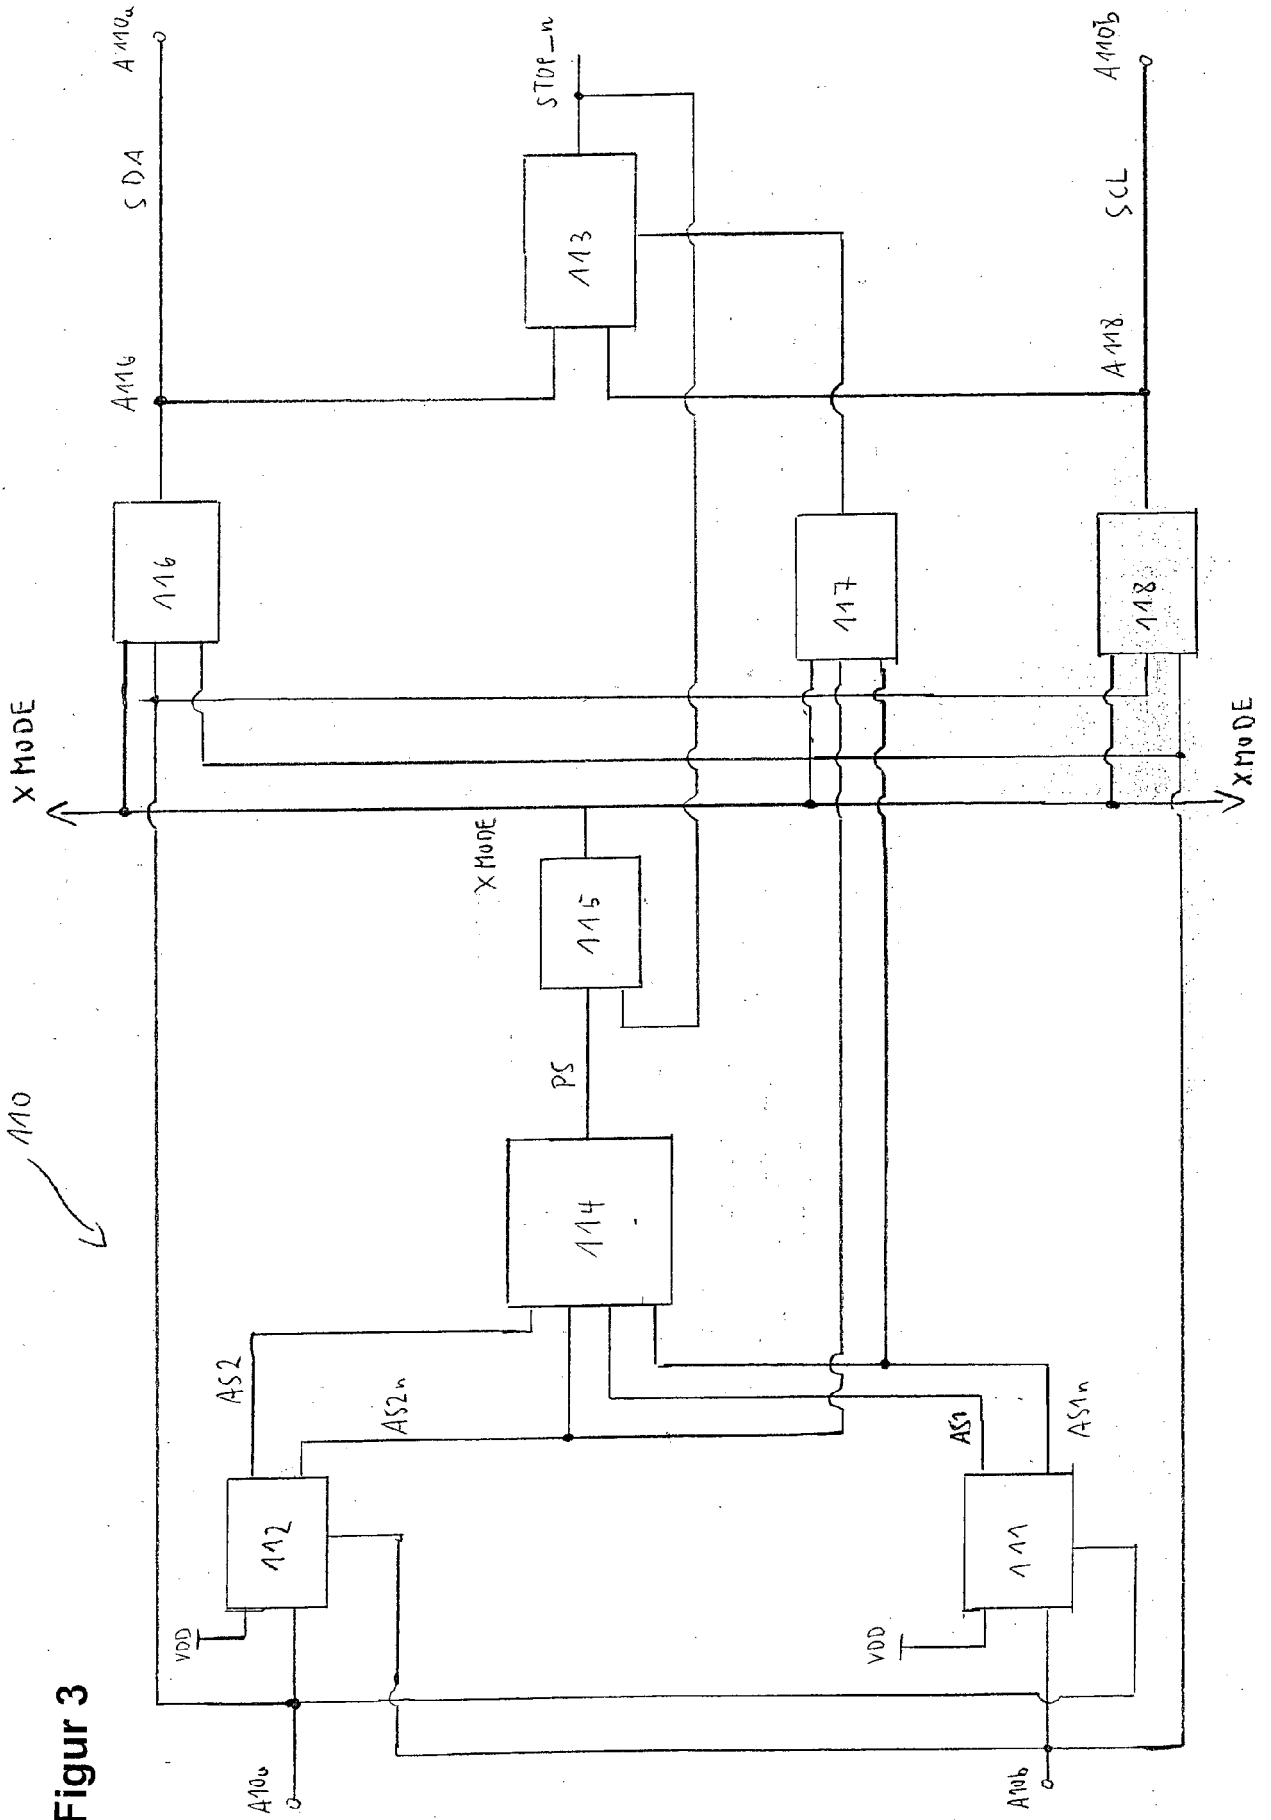 Figur 3
110
XMODE
A10a
VDD
112
AS2
AS2n
116
A116
SDA
A110a
114
PS
115
XMODE
113
STOP_n
117
A10b
VDD
111
AS1
AS1n
118
A118
SCL
A110b
XMODE